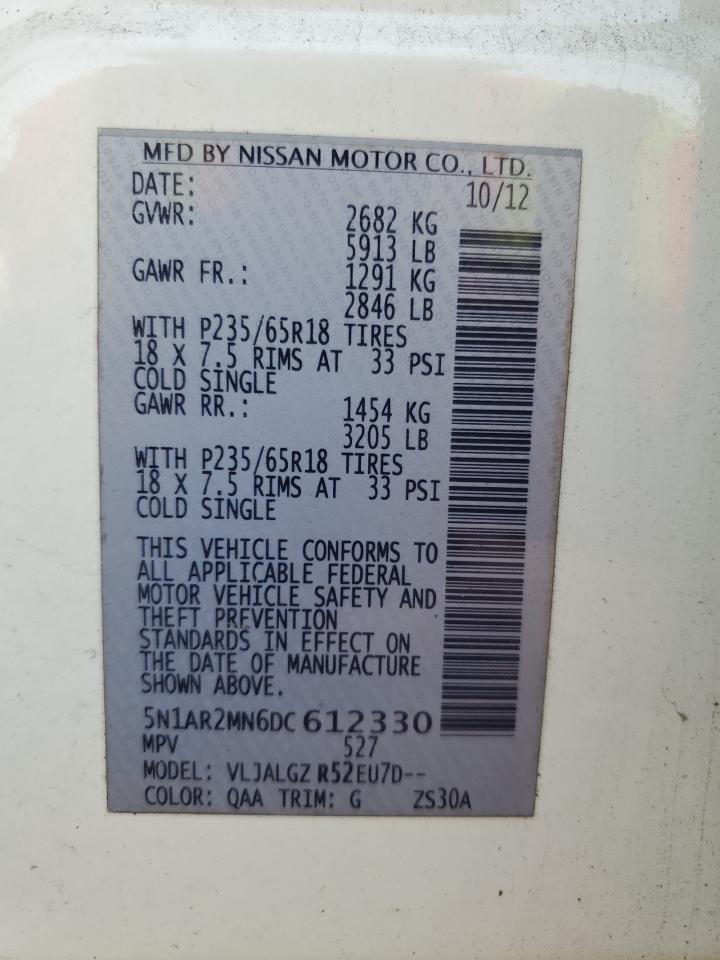 MFD BY NISSAN MOTOR CO., LTD.
DATE: 10/12
GVWR: 2682 KG
5913 LB
GAWR FR.: 1291 KG
2846 LB
WITH P235/65R18 TIRES
18 X 7.5 RIMS AT 33 PSI
COLD SINGLE
GAWR RR.: 1454 KG
3205 LB
WITH P235/65R18 TIRES
18 X 7.5 RIMS AT 33 PSI
COLD SINGLE
THIS VEHICLE CONFORMS TO
ALL APPLICABLE FEDERAL
MOTOR VEHICLE SAFETY AND
THEFT PREVENTION
STANDARDS IN EFFECT ON
THE DATE OF MANUFACTURE
SHOWN ABOVE.
5N1AR2MN6DC 612330
MPV 527
MODEL: VLJALGZ R52EU7D--
COLOR: QAA TRIM: G ZS30A